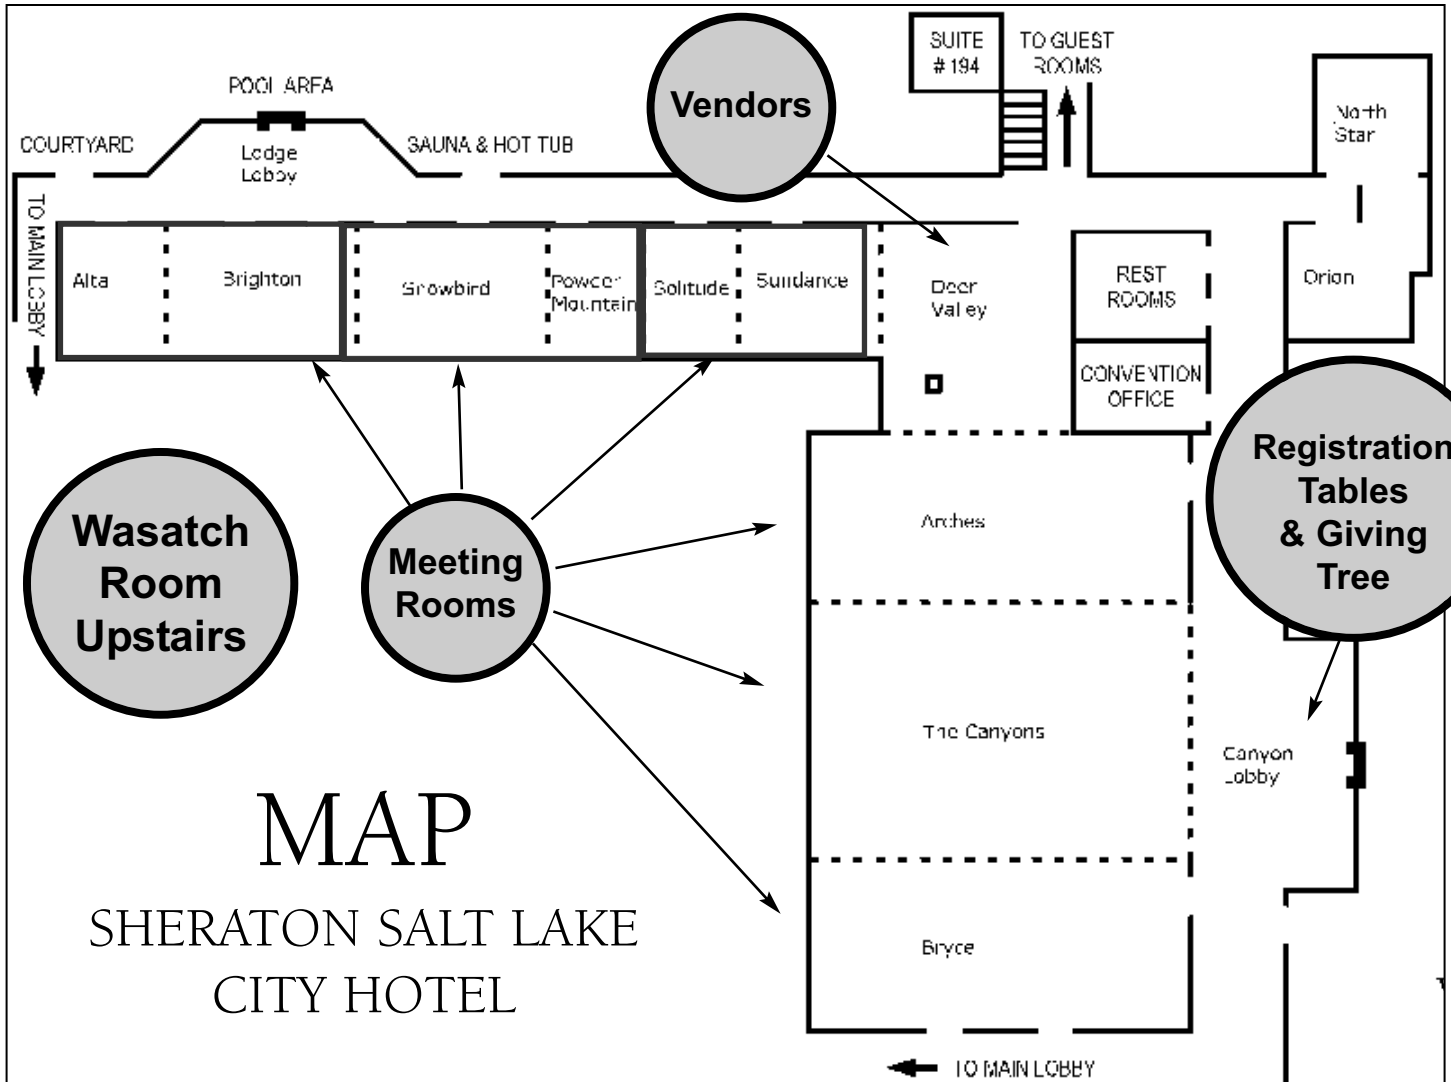 SUITE
# 194
TO GUEST
ROOMS
Vendors
POOL AREA
North
Star
COURTYARD
Lodge
Lobby
SAUNA & HOT TUB
TO MAIN LOBBY
Alta
Brighton
Snowbird
Powder
Mountain
Solitude
Sundance
Deer
Valley
REST
ROOMS
Orion
CONVENTION
OFFICE
Registration
Tables
& Giving
Tree
Wasatch
Room
Upstairs
Meeting
Rooms
Arches
The Canyons
Canyon
Lobby
MAP
SHERATON SALT LAKE
CITY HOTEL
Bryce
TO MAIN LOBBY